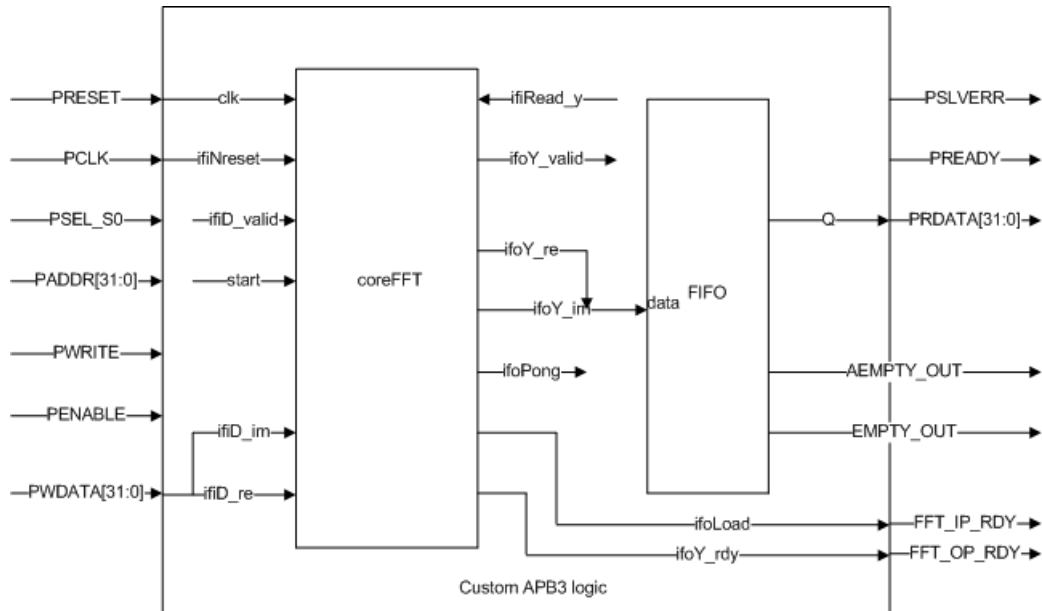 PRESET
clk
ifiRead_y
PSLVERR
PCLK
ifiNreset
ifoY_valid
PREADY
PSEL_S0
ifiD_valid
Q
PRDATA[31:0]
ifoY_re
PADDR[31:0]
start
coreFFT
FIFO
ifoY_im
data
PWRITE
ifoPong
AEMPTY_OUT
PENABLE
ifiD_im
EMPTY_OUT
PWDATA[31:0]
ifiD_re
ifoLoad
FFT_IP_RDY
ifoY_rdy
FFT_OP_RDY
Custom APB3 logic